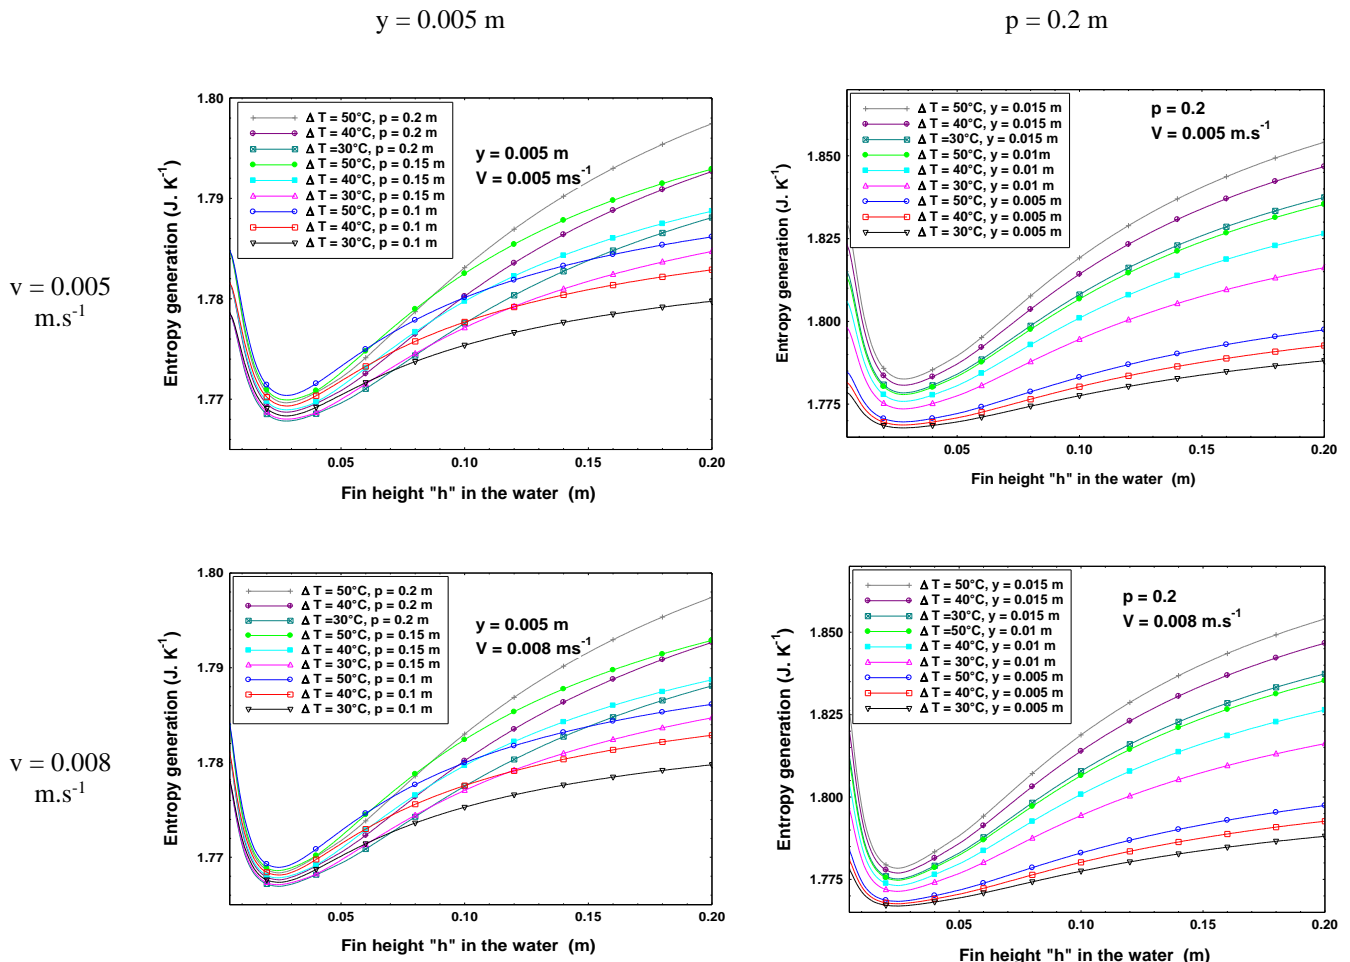 y = 0.005 m
p = 0.2 m
v = 0.005
m.s-1
Entropy generation (J. K-1)
1.80
1.79
1.78
1.77
Δ T = 50°C, p = 0.2 m
Δ T = 40°C, p = 0.2 m
Δ T =30°C, p = 0.2 m
Δ T = 50°C, p = 0.15 m
Δ T = 40°C, p = 0.15 m
Δ T = 30°C, p = 0.15 m
Δ T = 50°C, p = 0.1 m
Δ T = 40°C, p = 0.1 m
Δ T = 30°C, p = 0.1 m
y = 0.005 m
V = 0.005 ms-1
0.05 0.10 0.15 0.20
Fin height "h" in the water (m)
Entropy generation (J. K-1)
1.850
1.825
1.800
1.775
Δ T = 50°C, y = 0.015 m
Δ T = 40°C, y = 0.015 m
Δ T =30°C, y = 0.015 m
Δ T = 50°C, y = 0.01m
Δ T = 40°C, y = 0.01 m
Δ T = 30°C, y = 0.01 m
Δ T = 50°C, y = 0.005 m
Δ T = 40°C, y = 0.005 m
Δ T = 30°C, y = 0.005 m
p = 0.2
V = 0.005 m.s-1
0.05 0.10 0.15 0.20
Fin height "h" in the water (m)
v = 0.008
m.s-1
Entropy generation (J. K-1)
1.80
1.79
1.78
1.77
Δ T = 50°C, p = 0.2 m
Δ T = 40°C, p = 0.2 m
Δ T =30°C, p = 0.2 m
Δ T = 50°C, p = 0.15 m
Δ T = 40°C, p = 0.15 m
Δ T = 30°C, p = 0.15 m
Δ T = 50°C, p = 0.1 m
Δ T = 40°C, p = 0.1 m
Δ T = 30°C, p = 0.1 m
y = 0.005 m
V = 0.008 ms-1
0.05 0.10 0.15 0.20
Fin height "h" in the water (m)
Entropy generation (J. K-1)
1.850
1.825
1.800
1.775
Δ T = 50°C, y = 0.015 m
Δ T = 40°C, y = 0.015 m
Δ T =30°C, y = 0.015 m
Δ T =50°C, y = 0.01 m
Δ T = 40°C, y = 0.01 m
Δ T = 30°C, y = 0.01 m
Δ T = 50°C, y = 0.005 m
Δ T = 40°C, y = 0.005 m
Δ T = 30°C, y = 0.005 m
p = 0.2
V = 0.008 m.s-1
0.05 0.10 0.15 0.20
Fin height "h" in the water (m)